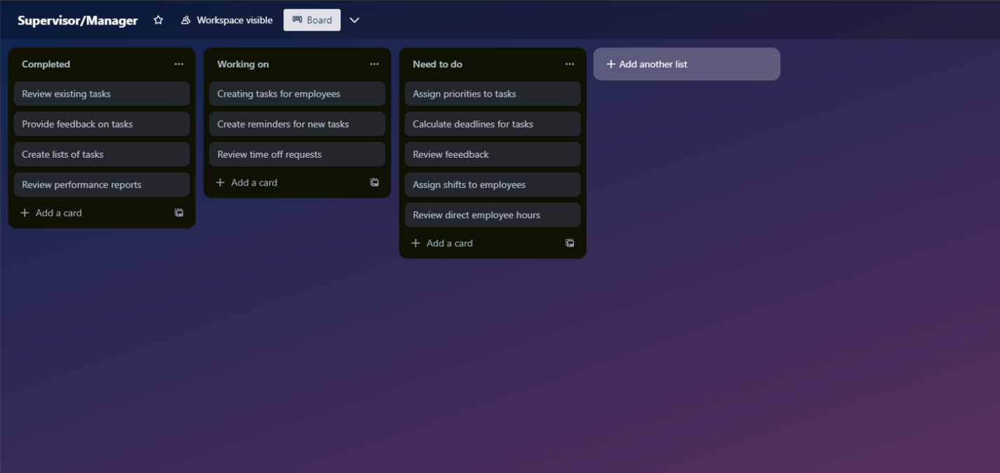 Supervisor/Manager
Workspace visible
Board
Completed
Review existing tasks
Provide feedback on tasks
Create lists of tasks
Review performance reports
Add a card
Working on
Creating tasks for employees
Create reminders for new tasks
Review time off requests
Add a card
Need to do
Assign priorities to tasks
Calculate deadlines for tasks
Review feeedback
Assign shifts to employees
Review direct employee hours
Add a card
Add another list